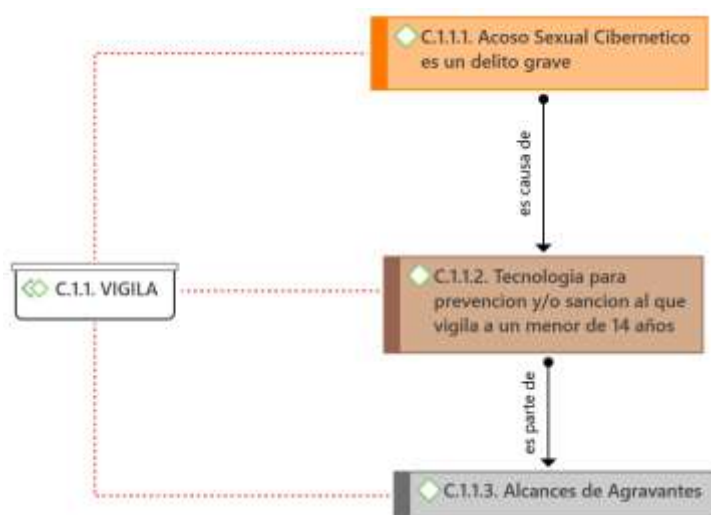 C.1.1.1. Acoso Sexual Cibernetico
es un delito grave
es causa de
C.1.1. VIGILA
C.1.1.2. Tecnologia para
prevencion y/o sancion al que
vigila a un menor de 14 años
es parte de
C.1.1.3. Alcances de Agravantes